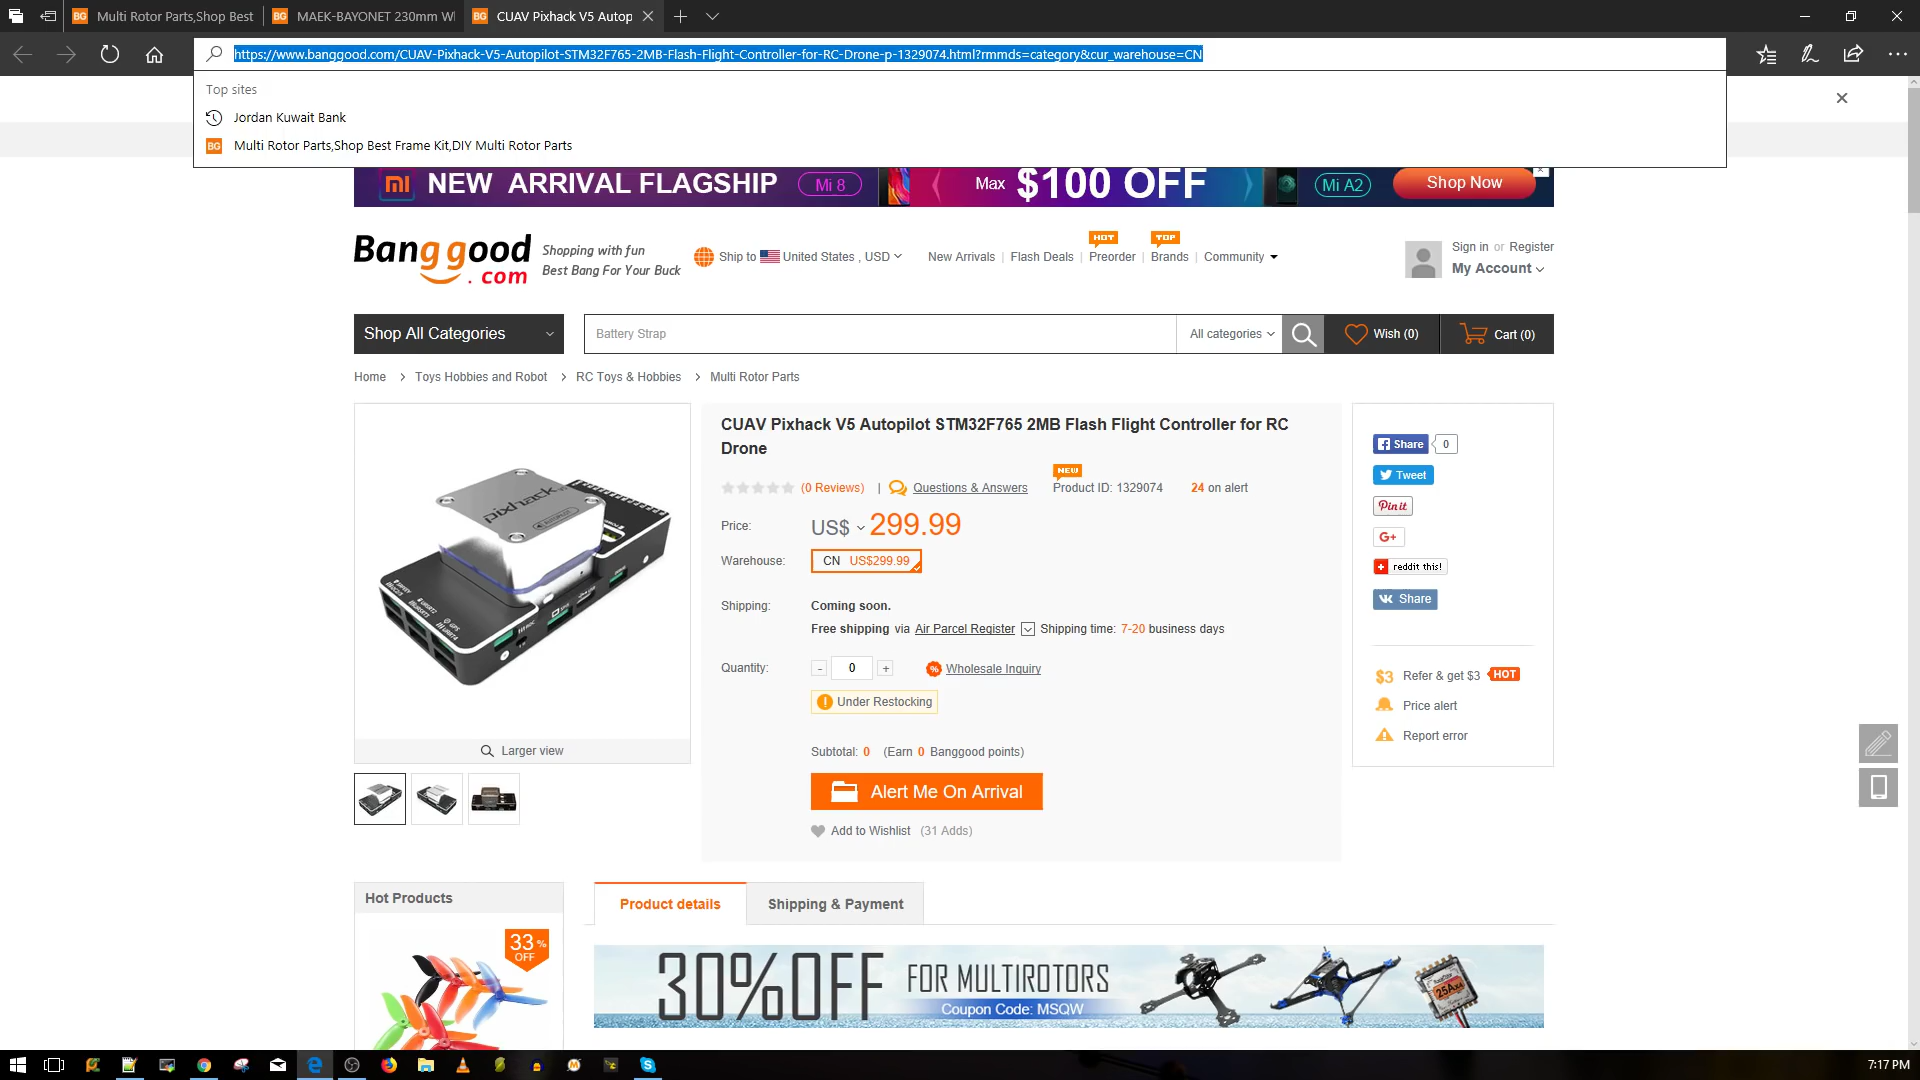 Multi Rotor Parts,Shop Best
MAEK-BAYONET 230mm Wl
CUAV Pixhack V5 Autop
https://www.banggood.com/CUAV-Pixhack-V5-Autopilot-STM32F765-2MB-Flash-Flight-Controller-for-RC-Drone-p-1329074.html?rmmds=category&cur_warehouse=CN
Top sites
Jordan Kuwait Bank
BG Multi Rotor Parts,Shop Best Frame Kit,DIY Multi Rotor Parts
NEW ARRIVAL FLAGSHIP Mi 8 Max $100 OFF Mi A2 Shop Now
Banggood.com
Shopping with fun
Best Bang For Your Buck
Ship to United States , USD
New Arrivals | Flash Deals | Preorder | Brands | Community
HOT
TOP
Sign in or Register
My Account
Shop All Categories
Battery Strap
All categories
Wish (0)
Cart (0)
Home > Toys Hobbies and Robot > RC Toys & Hobbies > Multi Rotor Parts
CUAV Pixhack V5 Autopilot STM32F765 2MB Flash Flight Controller for RC
Drone
NEW
(0 Reviews) | Questions & Answers Product ID: 1329074 24 on alert
Price: US$ 299.99
Warehouse: CN US$299.99
Shipping: Coming soon.
Free shipping via Air Parcel Register Shipping time: 7-20 business days
Quantity: - 0 + Wholesale Inquiry
Under Restocking
Subtotal: 0 (Earn 0 Banggood points)
Alert Me On Arrival
Add to Wishlist (31 Adds)
pixhack
Larger view
Share 0
Tweet
Pin it
G+
reddit this!
Share
$3 Refer & get $3 HOT
Price alert
Report error
Hot Products
33% OFF
Product details
Shipping & Payment
30%OFF FOR MULTIROTORS
Coupon Code: MSQW
25Ax4
7:17 PM